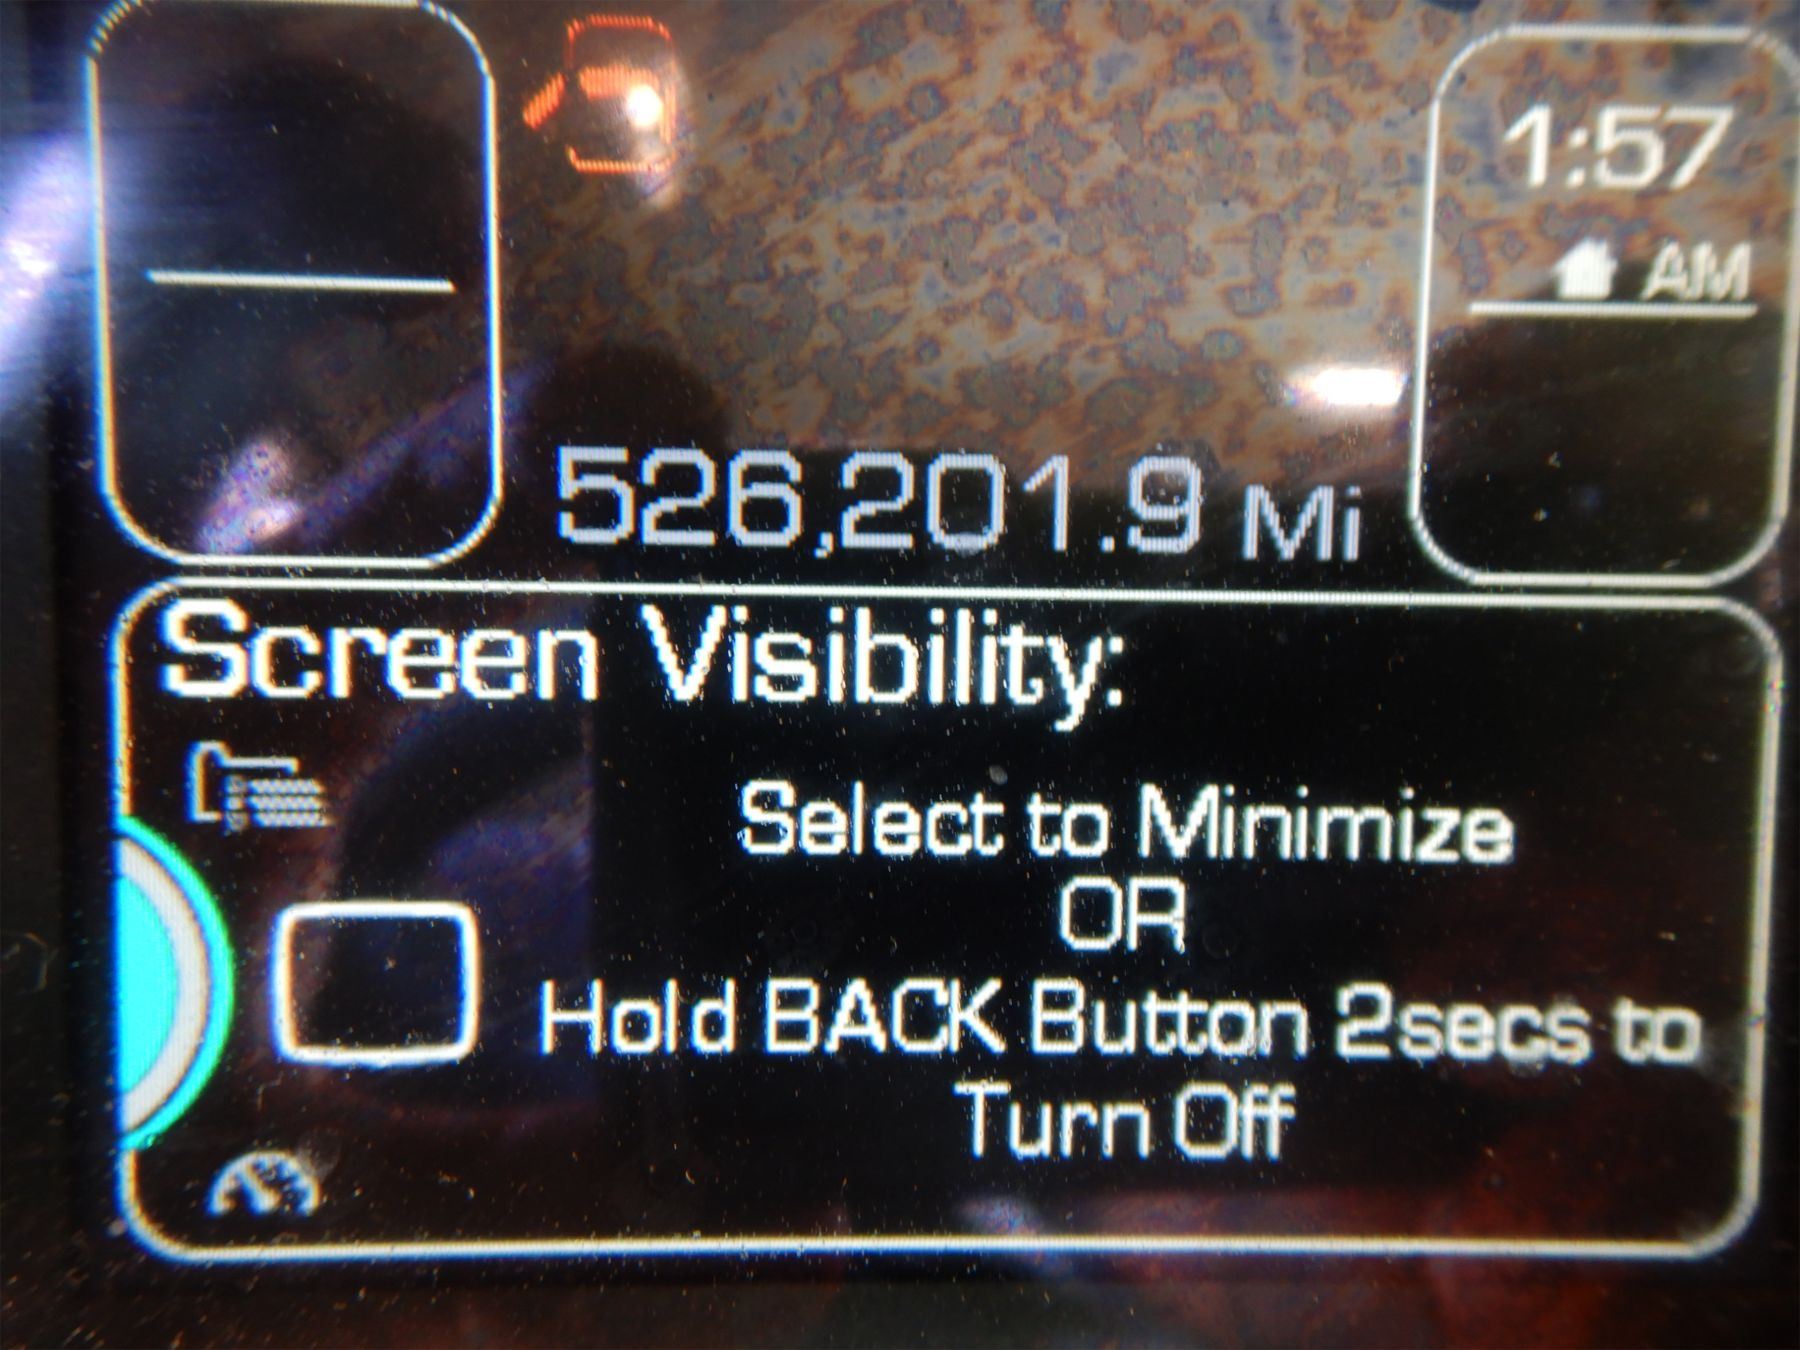 1:57
AM
526,201.9 Mi
Screen Visibility:
Select to Minimize
OR
Hold BACK Button 2secs to
Turn Off